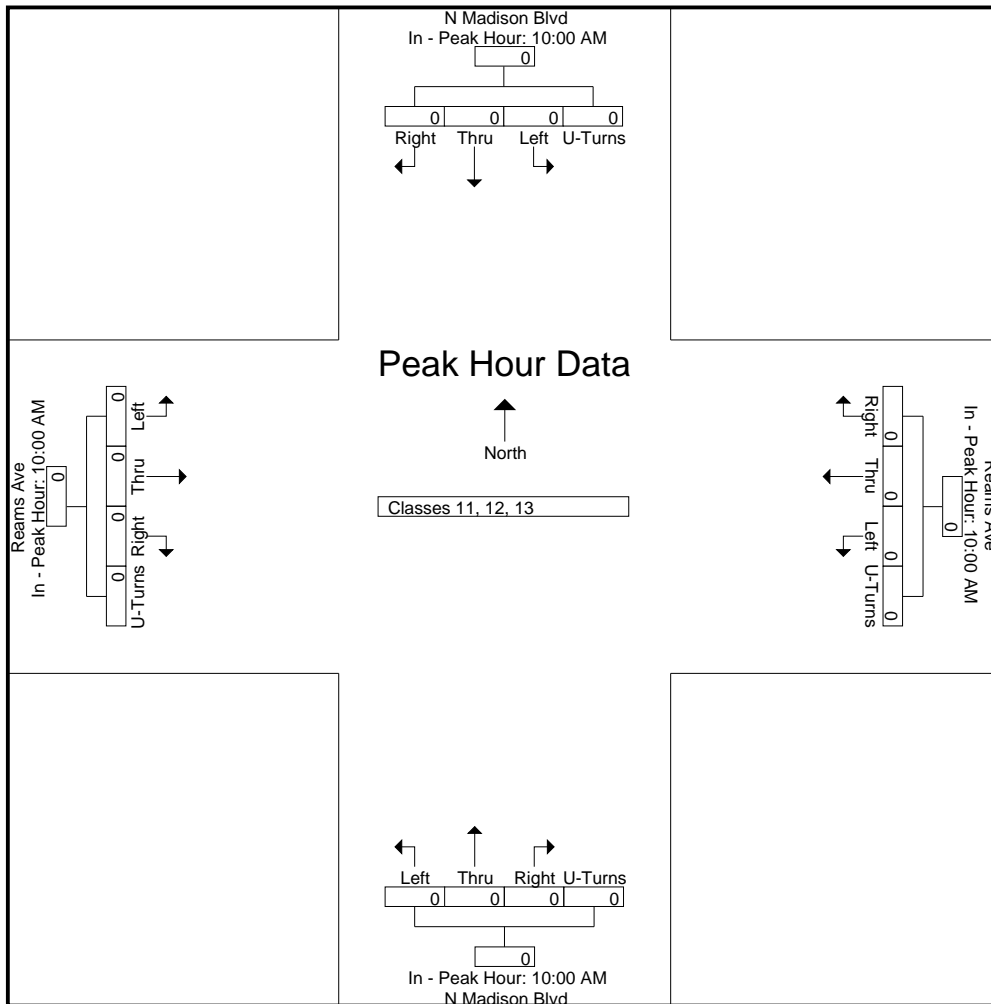 N Madison Blvd
In - Peak Hour: 10:00 AM
0
0 0 0 0
Right Thru Left U-Turns
Peak Hour Data
North
Classes 11, 12, 13
Reams Ave
In - Peak Hour: 10:00 AM
0
0 0 0 0
Left Thru Right U-Turns
Reams Ave
In - Peak Hour: 10:00 AM
0
0 0 0 0
Right Thru Left U-Turns
Left Thru Right U-Turns
0 0 0 0
0
In - Peak Hour: 10:00 AM
N Madison Blvd